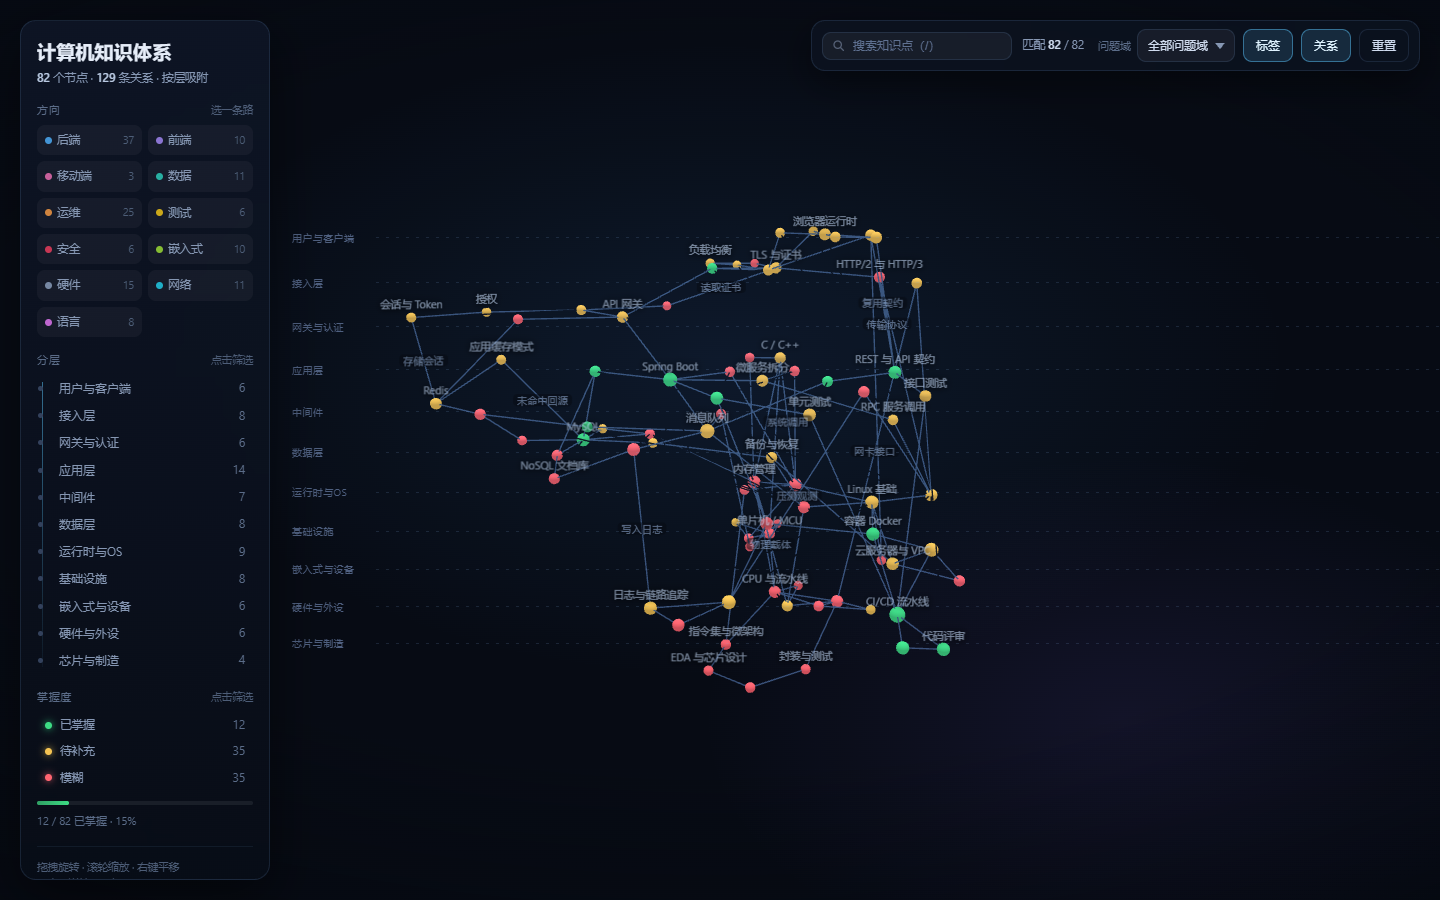 计算机知识体系
82 个节点 · 129 条关系 · 按层吸附
方向 选一条路
后端 37
前端 10
移动端 3
数据 11
运维 25
测试 6
安全 6
嵌入式 10
硬件 15
网络 11
语言 8
分层 点击筛选
用户与客户端 6
接入层 8
网关与认证 6
应用层 14
中间件 7
数据层 8
运行时与OS 9
基础设施 8
嵌入式与设备 6
硬件与外设 6
芯片与制造 4
掌握度 点击筛选
已掌握 12
待补充 35
模糊 35
12 / 82 已掌握 · 15%
拖拽旋转 · 滚轮缩放 · 右键平移
搜索知识点（/）
匹配 82 / 82
问题域
全部问题域
标签
关系
重置
用户与客户端
接入层
网关与认证
应用层
中间件
数据层
运行时与OS
基础设施
嵌入式与设备
硬件与外设
芯片与制造
浏览器运行时
负载均衡
TLS 与证书
HTTP/2 与 HTTP/3
读取证书
会话与 Token
授权
API 网关
复用契约
传输协议
应用缓存模式
C / C++
存储会话
Spring Boot
微服务拆分
REST 与 API 契约
接口测试
Redis
未命中回源
单元测试
RPC 服务调用
消息队列
系统调用
MySQL
备份与恢复
网卡接口
NoSQL 文档库
内存管理
压测观测
Linux 基础
写入日志
单片机 / MCU
容器 Docker
物理载体
云服务器与 VPC
CPU 与流水线
日志与链路追踪
CI/CD 流水线
指令集与微架构
代码评审
EDA 与芯片设计
封装与测试